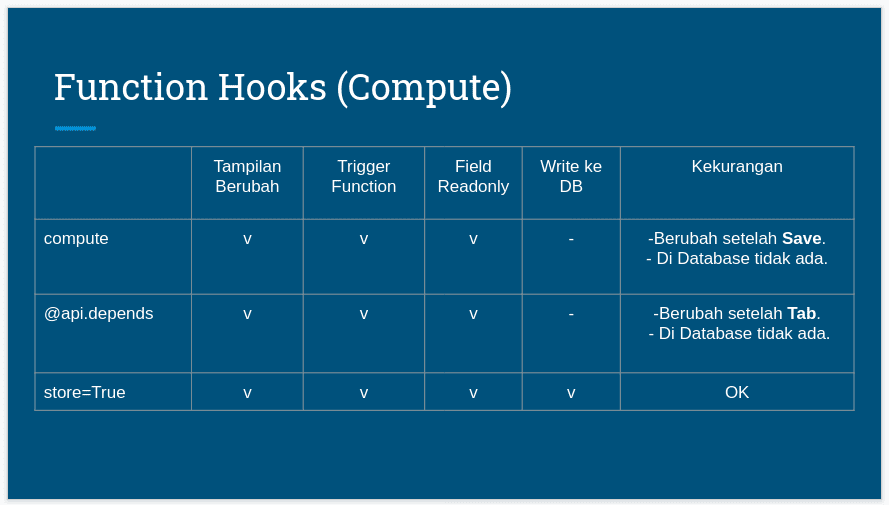 Function Hooks (Compute)
Tampilan Berubah
Trigger Function
Field Readonly
Write ke DB
Kekurangan
compute
v
v
v
-
-Berubah setelah Save.
- Di Database tidak ada.
@api.depends
v
v
v
-
-Berubah setelah Tab.
- Di Database tidak ada.
store=True
v
v
v
v
OK